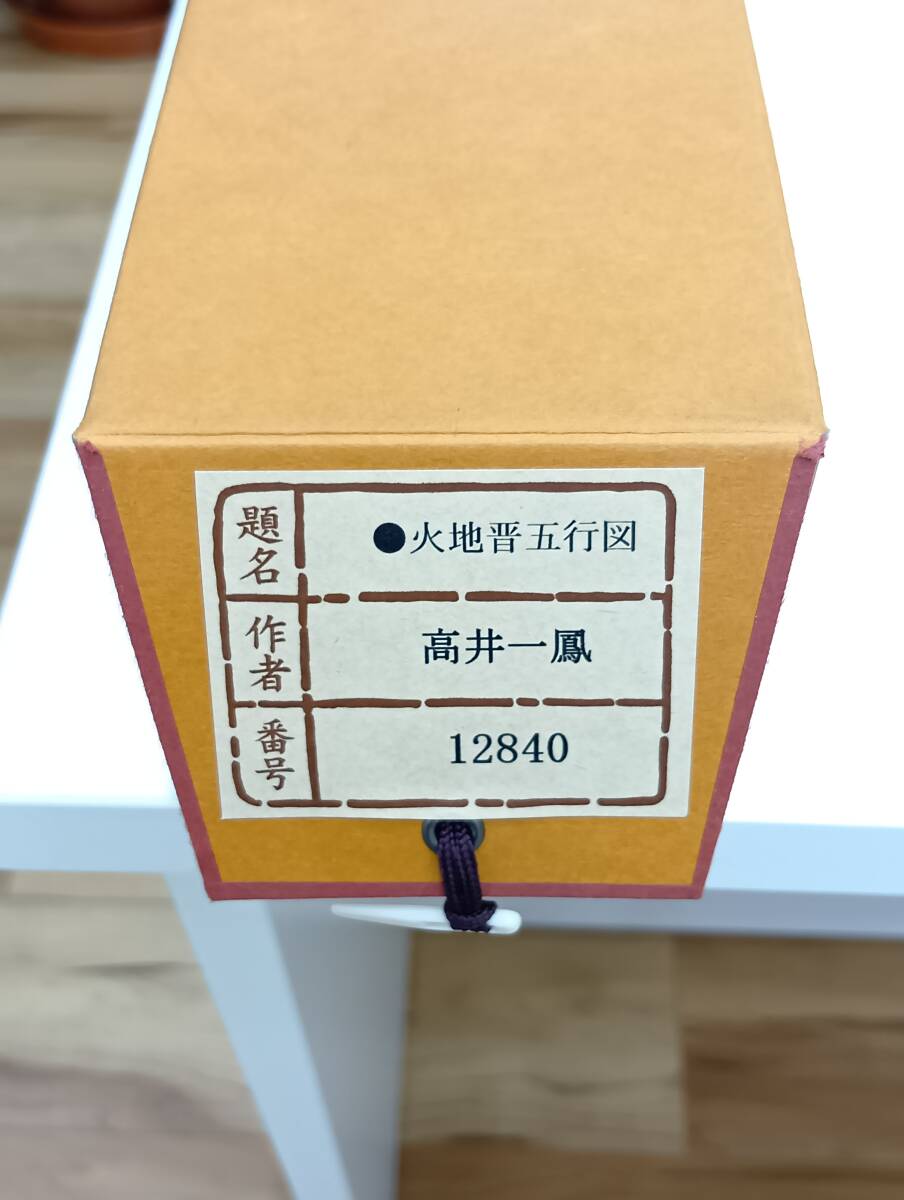 題名 ●火地晋五行図
作者 高井一鳳
番号 12840